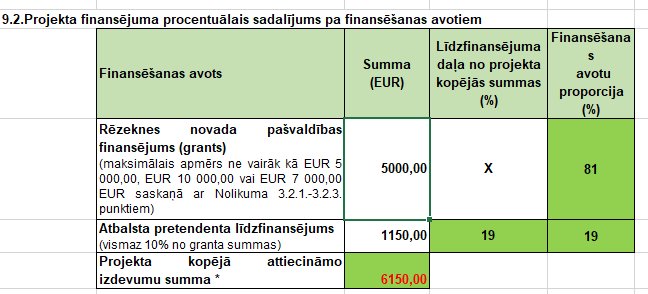 9.2.Projekta finansējuma procentuālais sadalījums pa finansēšanas avotiem
Finansēšanas avots
Summa
(EUR)
Līdzfinansējuma
daļa no projekta
kopējās summas
(%)
Finansēšana
s
avotu
proporcija
(%)
Rēzeknes novada pašvaldības
finansējums (grants)
(maksimālais apmērs ne vairāk kā EUR 5
000,00, EUR 10 000,00 vai EUR 7 000,00
EUR saskaņā ar Nolikuma 3.2.1.-3.2.3.
punktiem)
5000,00
X
81
Atbalsta pretendenta līdzfinansējums
(vismaz 10% no granta summas)
1150,00
19
19
Projekta kopējā attiecināmo
izdevumu summa *
6150,00